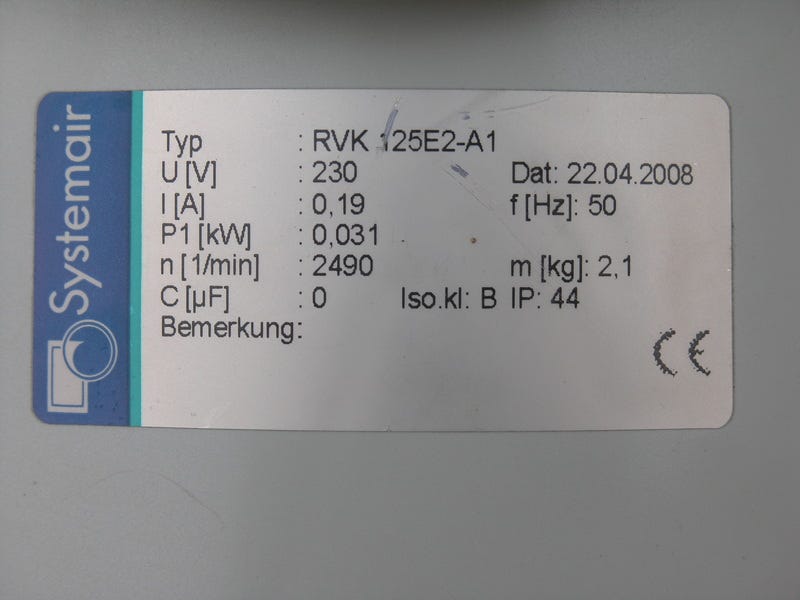 Systemair
Typ : RVK 125E2-A1
U [V] : 230 Dat: 22.04.2008
I [A] : 0,19 f [Hz]: 50
P1 [kW] : 0,031
n [1/min] : 2490 m [kg]: 2,1
C [µF] : 0 Iso.kl: B IP: 44
Bemerkung:
CE